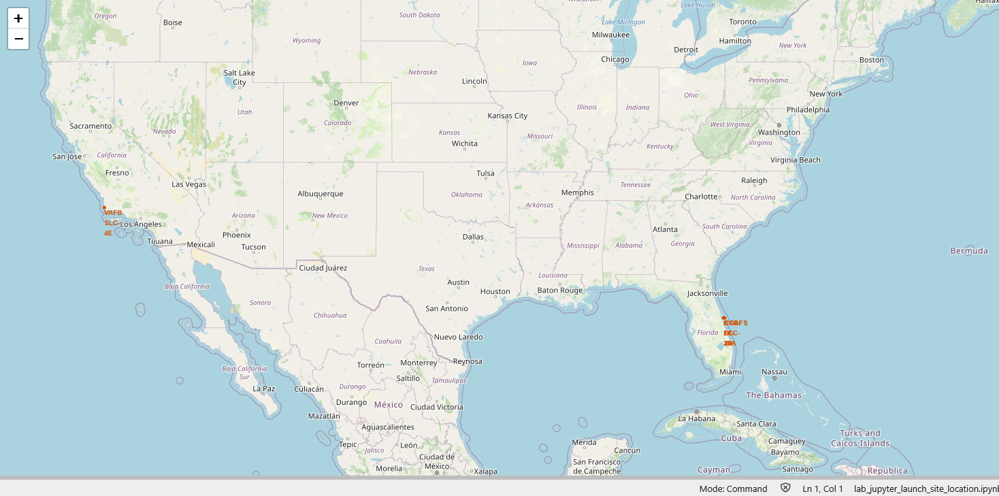 +
−
Oregon
Boise
Wyoming
South Dakota
Wisconsin
Lake Michigan
Lake Huron
Milwaukee
Toronto
Hamilton
Detroit
Chicago
New York
Boston
Halifax
Salt Lake
City
Nebraska
Lincoln
Iowa
Pennsylvania
New York
Philadelphia
Utah
Denver
Colorado
Illinois
Indiana
Ohio
Kansas City
Kansas
Wichita
Missouri
West Virginia
Washington
Virginia
Virginia Beach
Sacramento
Nevada
California
San Jose
Fresno
Las Vegas
Kentucky
Tulsa
Tennessee
Raleigh
Charlotte
North Carolina
Albuquerque
Oklahoma
Memphis
Arkansas
VAFB
SLC-
4E
Los Angeles
Arizona
New Mexico
Phoenix
Tucson
Tijuana
Mexicali
Dallas
Atlanta
South Carolina
Mississippi
Alabama
Georgia
Bermuda
Ciudad Juárez
Texas
Louisiana
Baton Rouge
Austin
Houston
San Antonio
Jacksonville
Baja California
Sonora
Chihuahua
Coahuila
Nuevo Laredo
Florida
Reynosa
Monterrey
Torreón
Saltillo
Tamaulipas
Miami
Nassau
The Bahamas
Baja California
Sur
La Paz
Culiacán
Durango
Durango
México
Ciudad Victoria
Mazatlán
Aguascalientes
Tepic
Jalisco
León
Ciudad de
México
Morelia
Xalapa
La Habana
Santa Clara
Cuba
Camagüey
Bayamo
Santiago
Turks and
Caicos Islands
Mérida
Cancún
San Francisco
de Campeche
Cayman
República
Mode: Command
Ln 1, Col 1
lab_jupyter_launch_site_location.ipynb